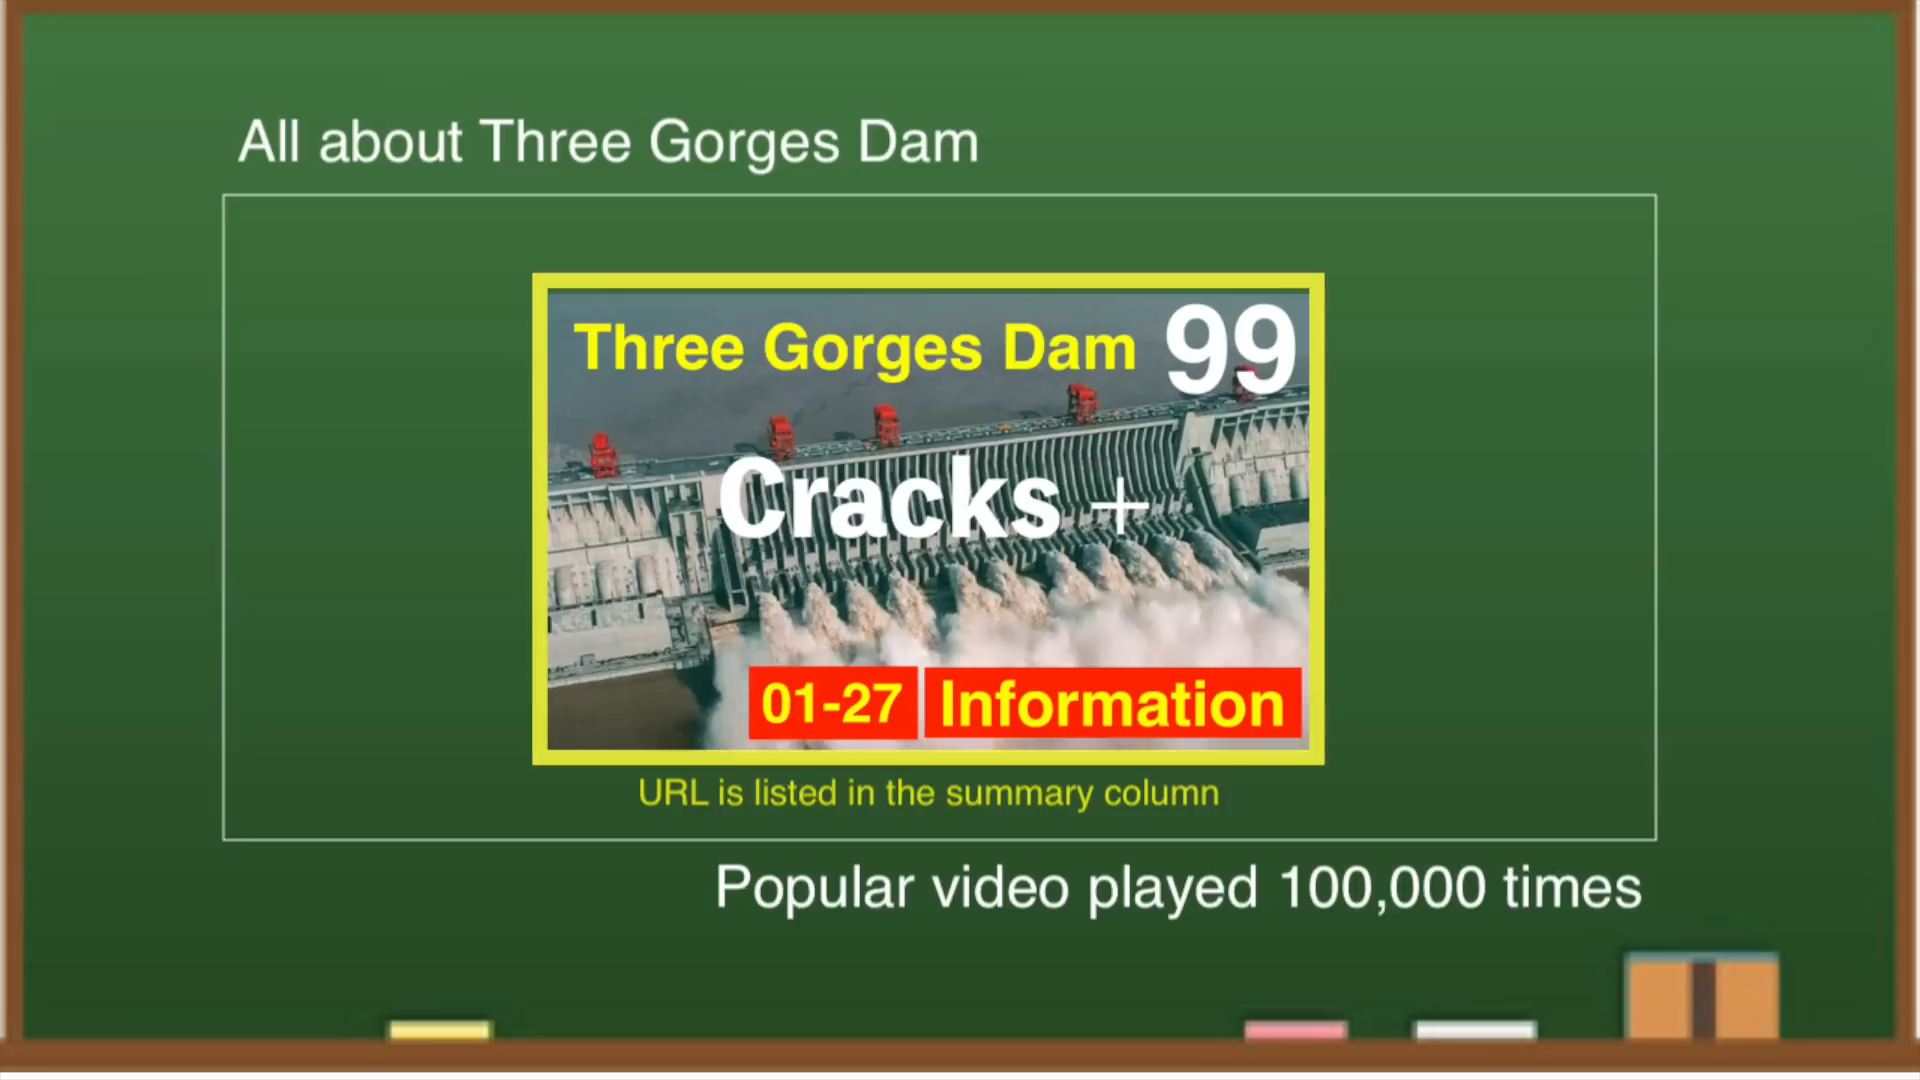 All about Three Gorges Dam
Three Gorges Dam 99
Cracks +
01-27 Information
URL is listed in the summary column
Popular video played 100,000 times